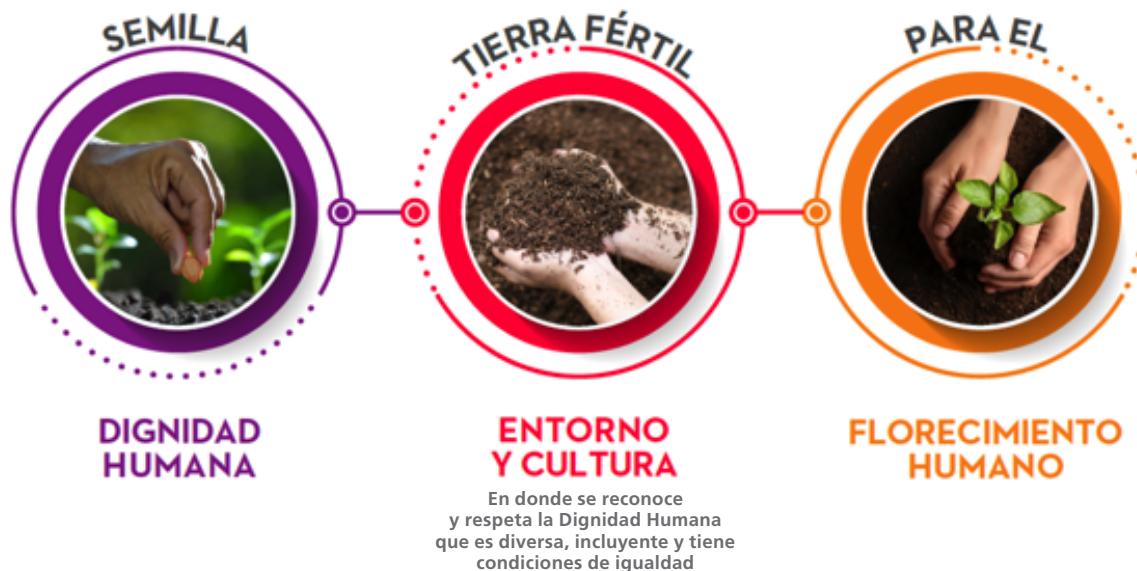 SEMILLA
DIGNIDAD
HUMANA
TIERRA FÉRTIL
ENTORNO
Y CULTURA
En donde se reconoce
y respeta la Dignidad Humana
que es diversa, incluyente y tiene
condiciones de igualdad
PARA EL
FLORECIMIENTO
HUMANO